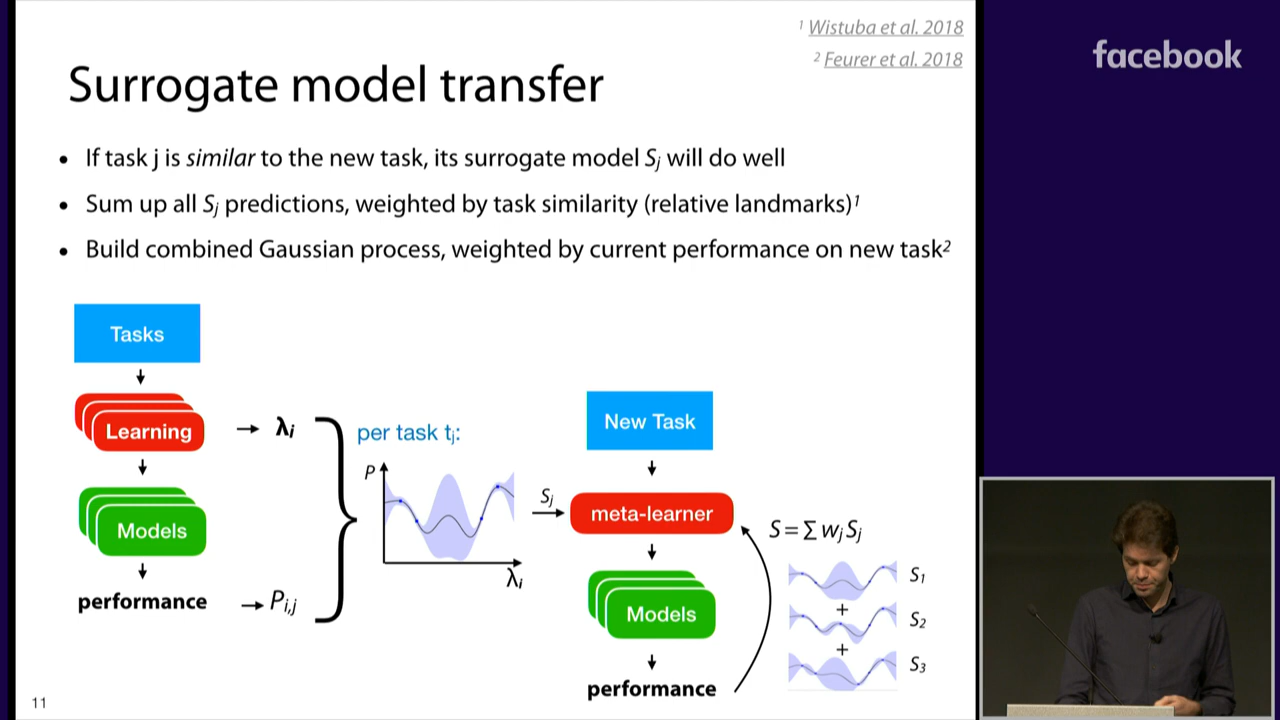 ¹ Wistuba et al. 2018
² Feurer et al. 2018
facebook
Surrogate model transfer
• If task j is similar to the new task, its surrogate model Sj will do well
• Sum up all Sj predictions, weighted by task similarity (relative landmarks)¹
• Build combined Gaussian process, weighted by current performance on new task²
Tasks
Learning
λi
Models
performance
Pi,j
per task tj:
P
λi
Sj
New Task
meta-learner
Models
performance
S = ∑ wj Sj
S1
+
S2
+
S3
11